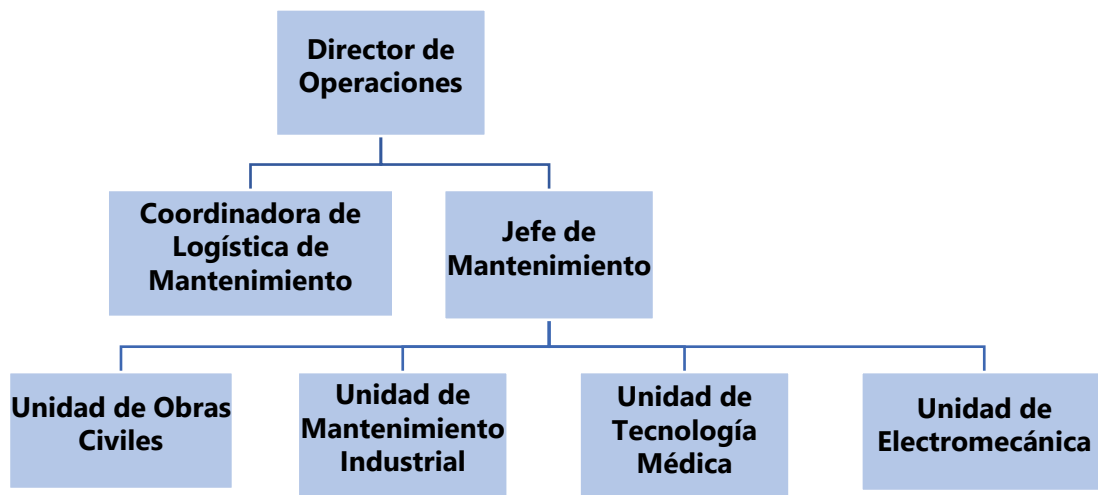 Director de
Operaciones
Coordinadora de
Logística de
Mantenimiento
Jefe de
Mantenimiento
Unidad de Obras
Civiles
Unidad de
Mantenimiento
Industrial
Unidad de
Tecnología
Médica
Unidad de
Electromecánica